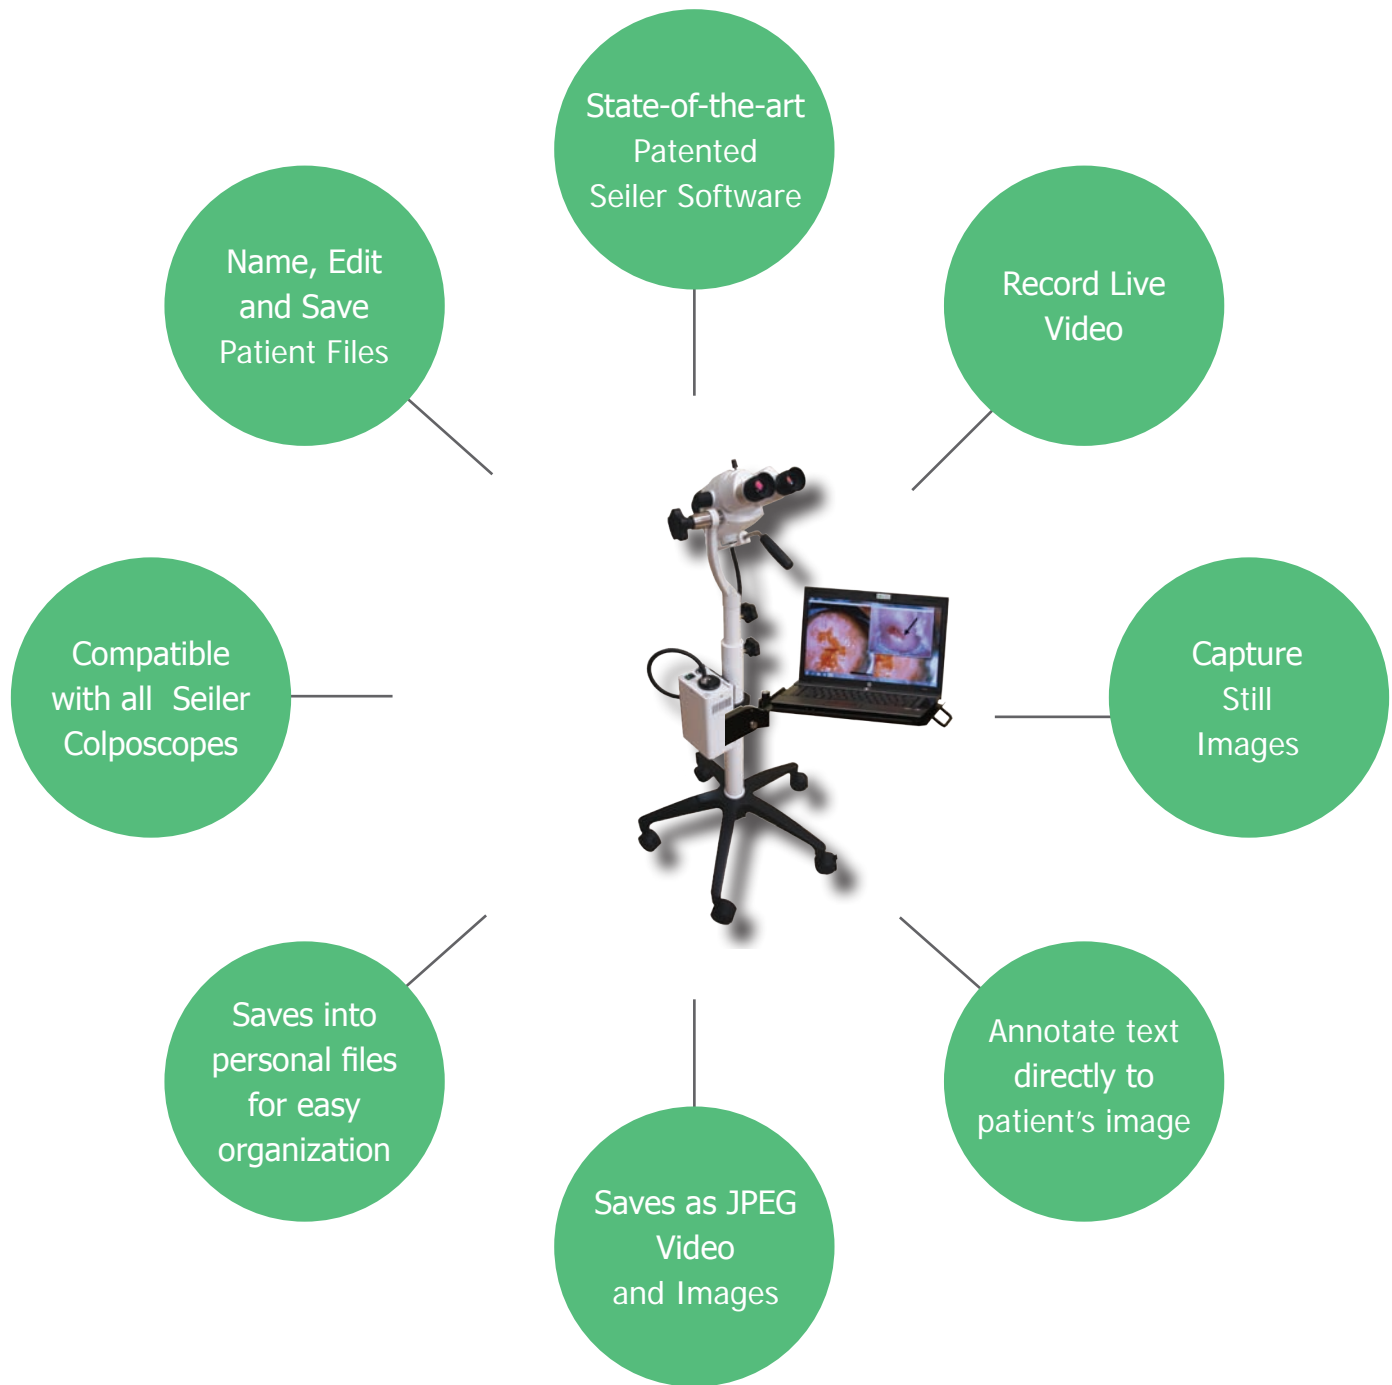 State-of-the-art
Patented
Seiler Software
Record Live
Video
Capture
Still
Images
Annotate text
directly to
patient's image
Saves as JPEG
Video
and Images
Saves into
personal files
for easy
organization
Compatible
with all  Seiler
Colposcopes
Name, Edit
and Save
Patient Files